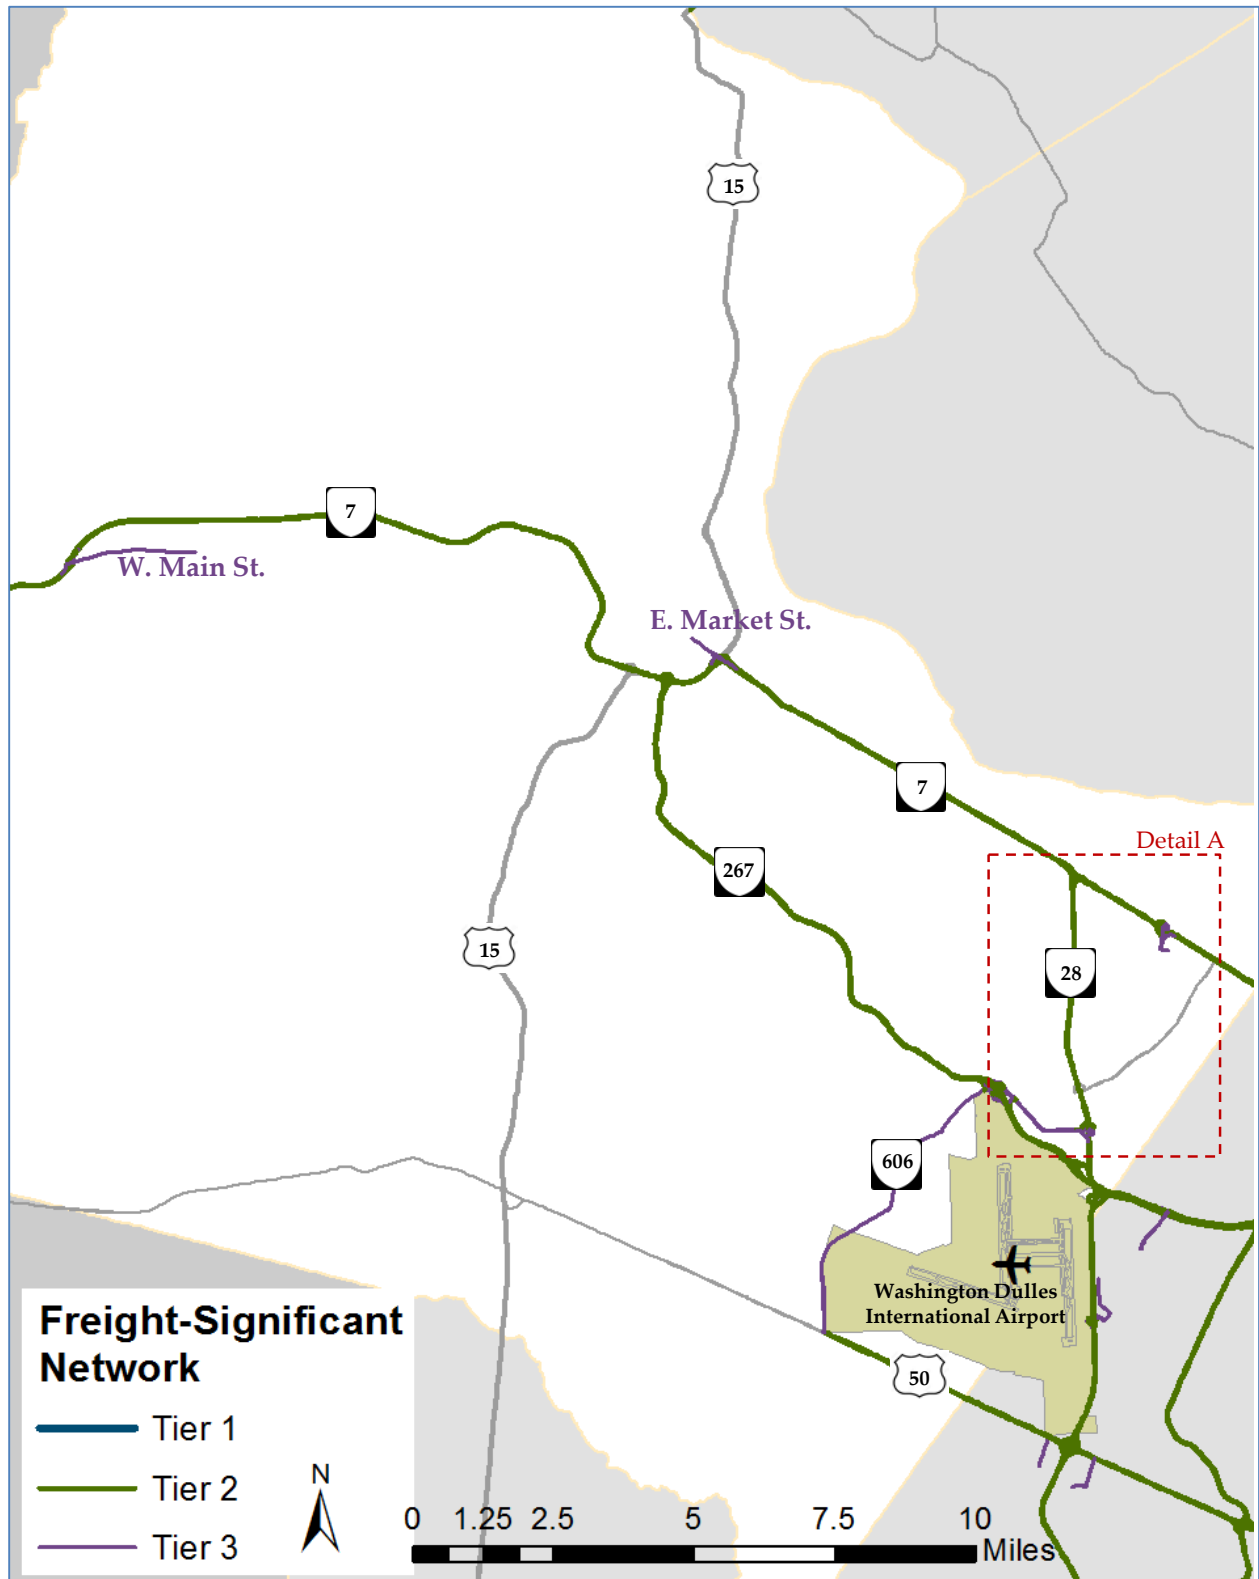 15
7
W. Main St.
E. Market St.
7
Detail A
267
15
28
606
Washington Dulles
International Airport
50
Freight-Significant
Network
Tier 1
Tier 2
Tier 3
N
0 1.25 2.5 5 7.5 10
Miles